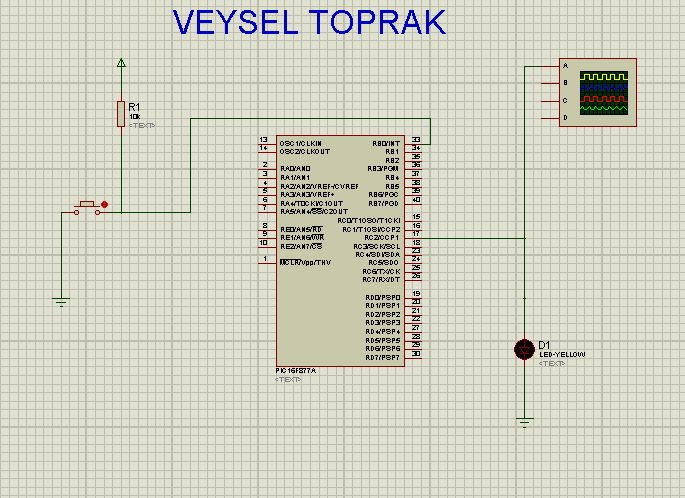 VEYSEL TOPRAK
R1
10k
<TEXT>
A
B
C
D
13
OSC1/CLKIN
14
OSC2/CLKOUT
2
RA0/AN0
3
RA1/AN1
4
RA2/AN2/VREF-/CVREF
5
RA3/AN3/VREF+
6
RA4/T0CKI/C1OUT
7
RA5/AN4/SS/C2OUT
8
RE0/AN5/RD
9
RE1/AN6/WR
10
RE2/AN7/CS
1
MCLR/Vpp/THV
RB0/INT
33
RB1
34
RB2
35
RB3/PGM
36
RB4
37
RB5
38
RB6/PGC
39
RB7/PGD
40
RC0/T1OSO/T1CKI
15
RC1/T1OSI/CCP2
16
RC2/CCP1
17
RC3/SCK/SCL
18
RC4/SDI/SDA
23
RC5/SDO
24
RC6/TX/CK
25
RC7/RX/DT
26
RD0/PSP0
19
RD1/PSP1
20
RD2/PSP2
21
RD3/PSP3
22
RD4/PSP4
27
RD5/PSP5
28
RD6/PSP6
29
RD7/PSP7
30
PIC16F877A
<TEXT>
D1
LED-YELLOW
<TEXT>